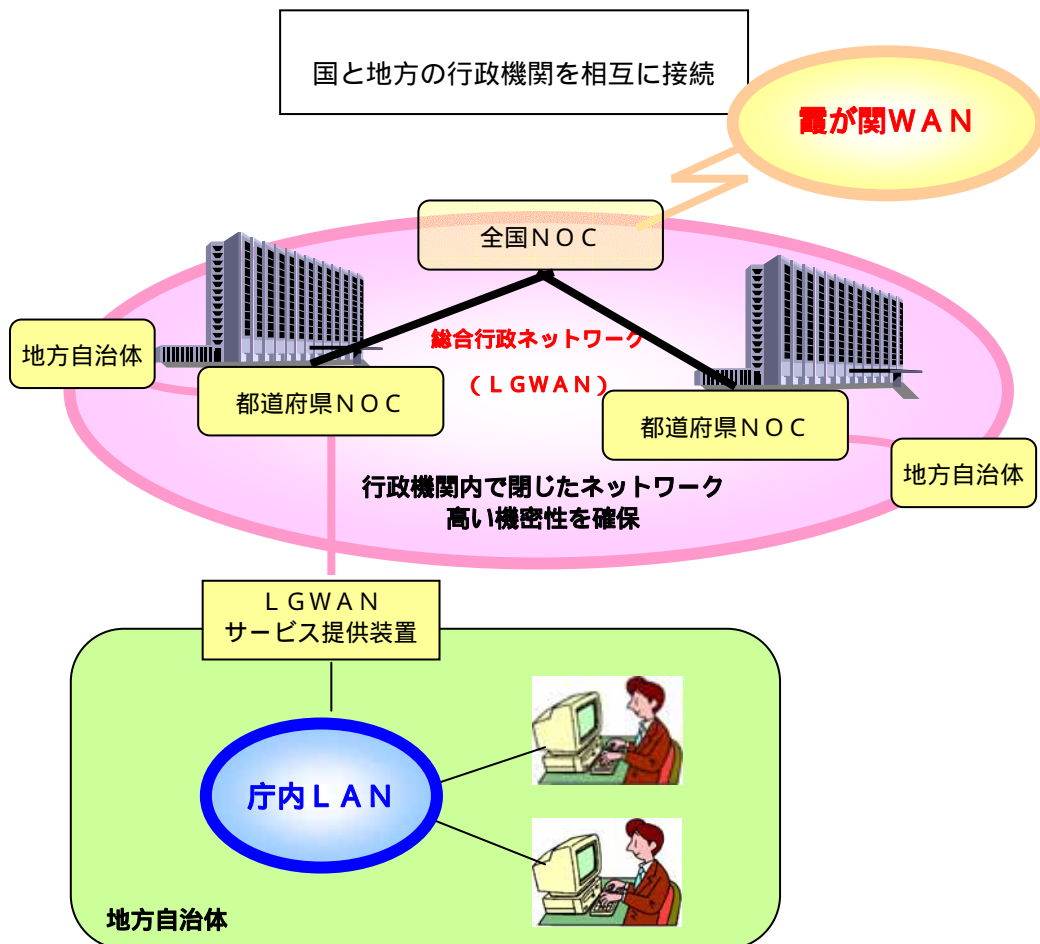 国と地方の行政機関を相互に接続
霞が関ＷＡＮ
全国ＮＯＣ
総合行政ネットワーク
（ＬＧＷＡＮ）
地方自治体
都道府県ＮＯＣ
都道府県ＮＯＣ
地方自治体
行政機関内で閉じたネットワーク
高い機密性を確保
ＬＧＷＡＮ
サービス提供装置
庁内ＬＡＮ
地方自治体